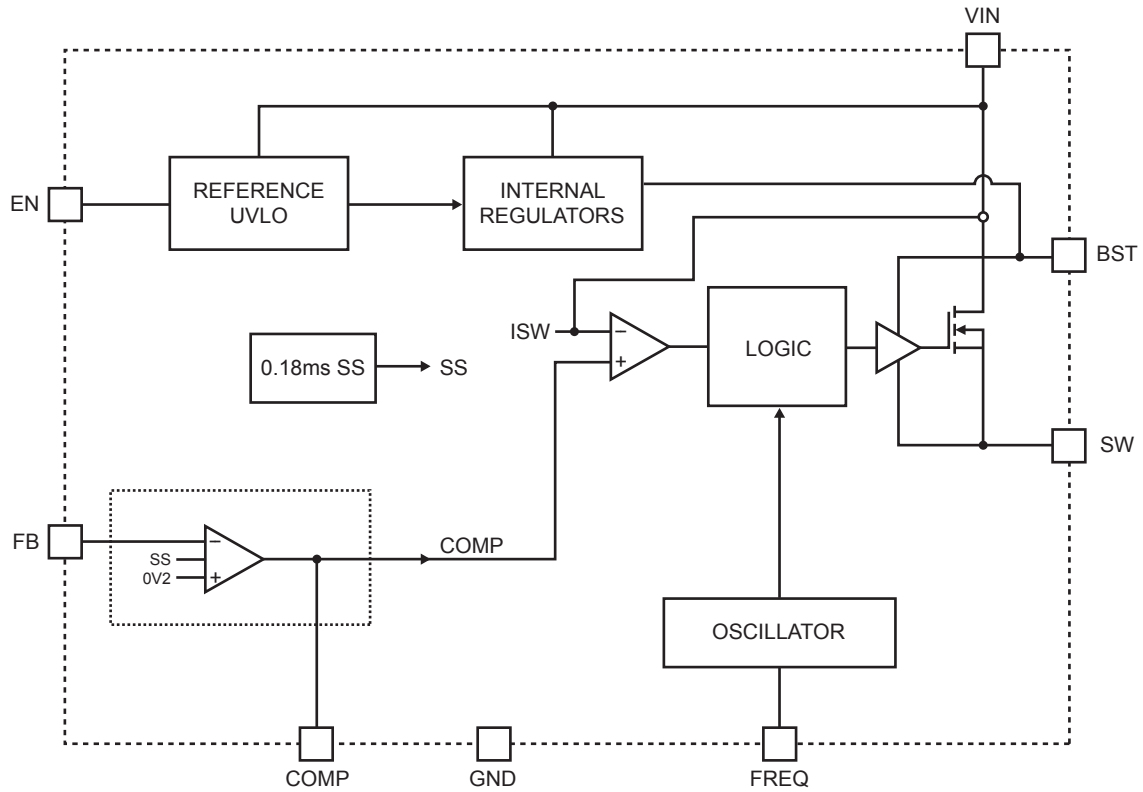 VIN
EN
REFERENCE
UVLO
INTERNAL
REGULATORS
BST
ISW
−
+
LOGIC
0.18ms SS
SS
SW
FB
−
SS
0V2
+
COMP
OSCILLATOR
COMP
GND
FREQ